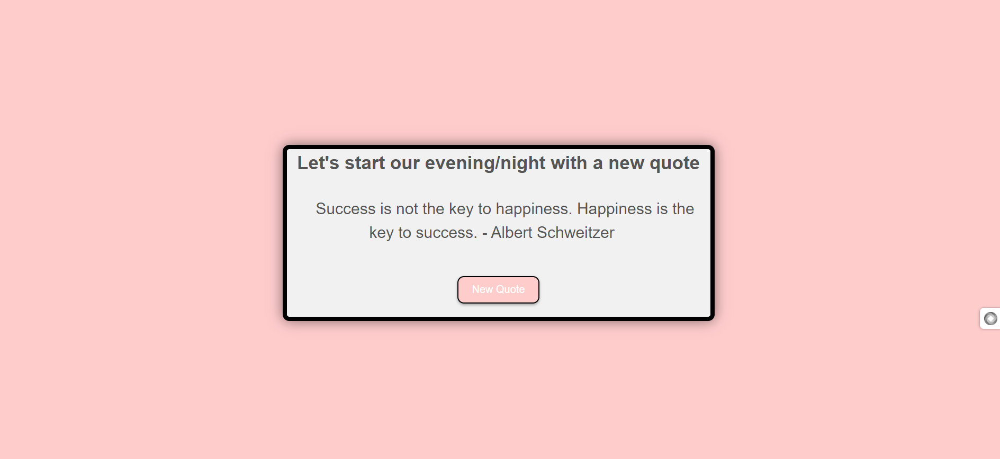 Let's start our evening/night with a new quote
Success is not the key to happiness. Happiness is the
key to success. - Albert Schweitzer
New Quote